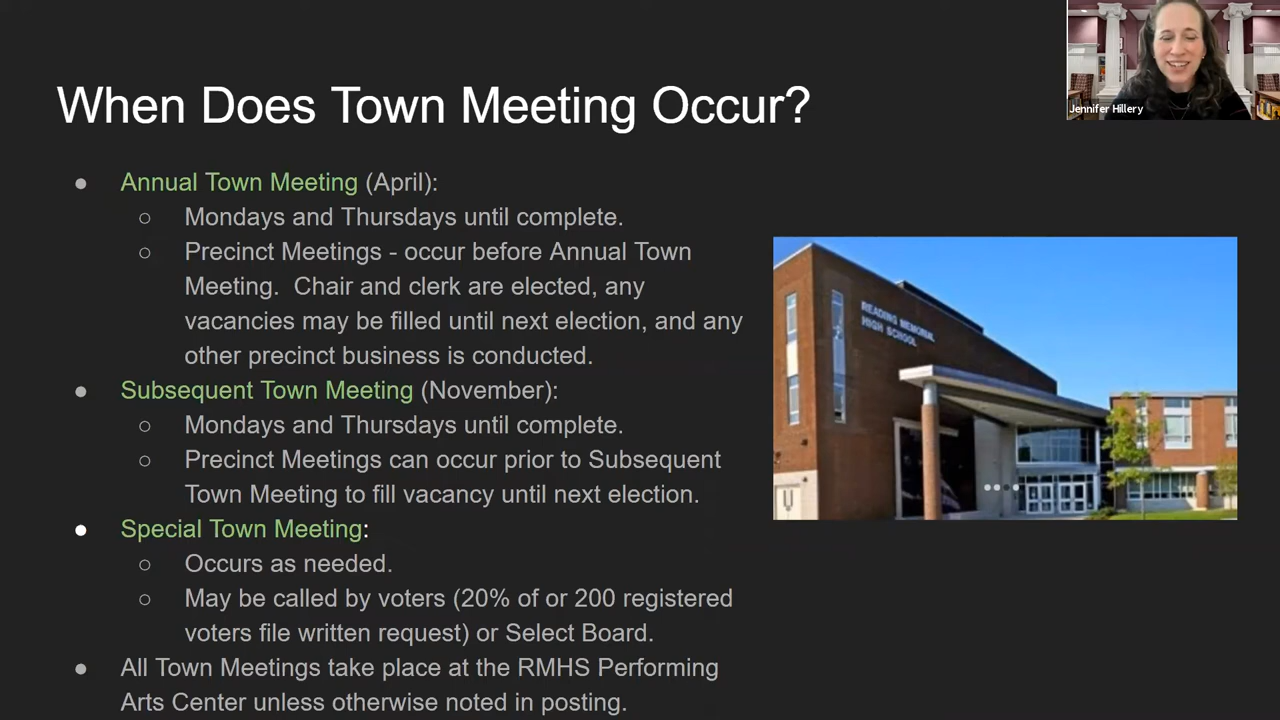 When Does Town Meeting Occur?
Jennifer Hillery
● Annual Town Meeting (April):
○ Mondays and Thursdays until complete.
○ Precinct Meetings - occur before Annual Town
Meeting.  Chair and clerk are elected, any
vacancies may be filled until next election, and any
other precinct business is conducted.
● Subsequent Town Meeting (November):
○ Mondays and Thursdays until complete.
○ Precinct Meetings can occur prior to Subsequent
Town Meeting to fill vacancy until next election.
● Special Town Meeting:
○ Occurs as needed.
○ May be called by voters (20% of or 200 registered
voters file written request) or Select Board.
● All Town Meetings take place at the RMHS Performing
Arts Center unless otherwise noted in posting.
READING MEMORIAL
HIGH SCHOOL